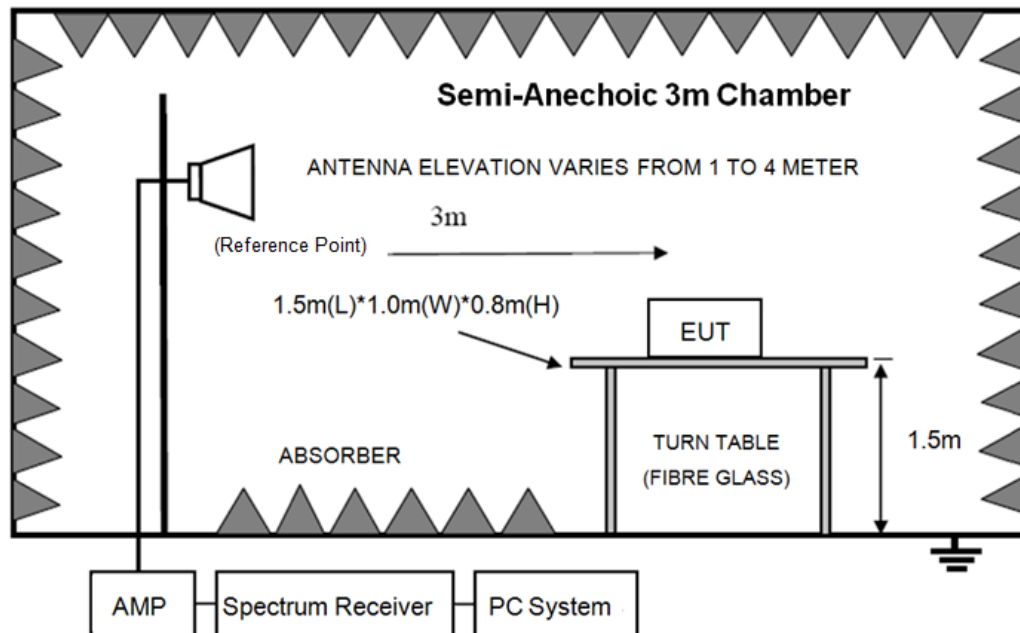 Semi-Anechoic 3m Chamber
ANTENNA ELEVATION VARIES FROM 1 TO 4 METER
3m
(Reference Point)
1.5m(L)*1.0m(W)*0.8m(H)
EUT
1.5m
TURN TABLE
(FIBRE GLASS)
ABSORBER
AMP
Spectrum Receiver
PC System